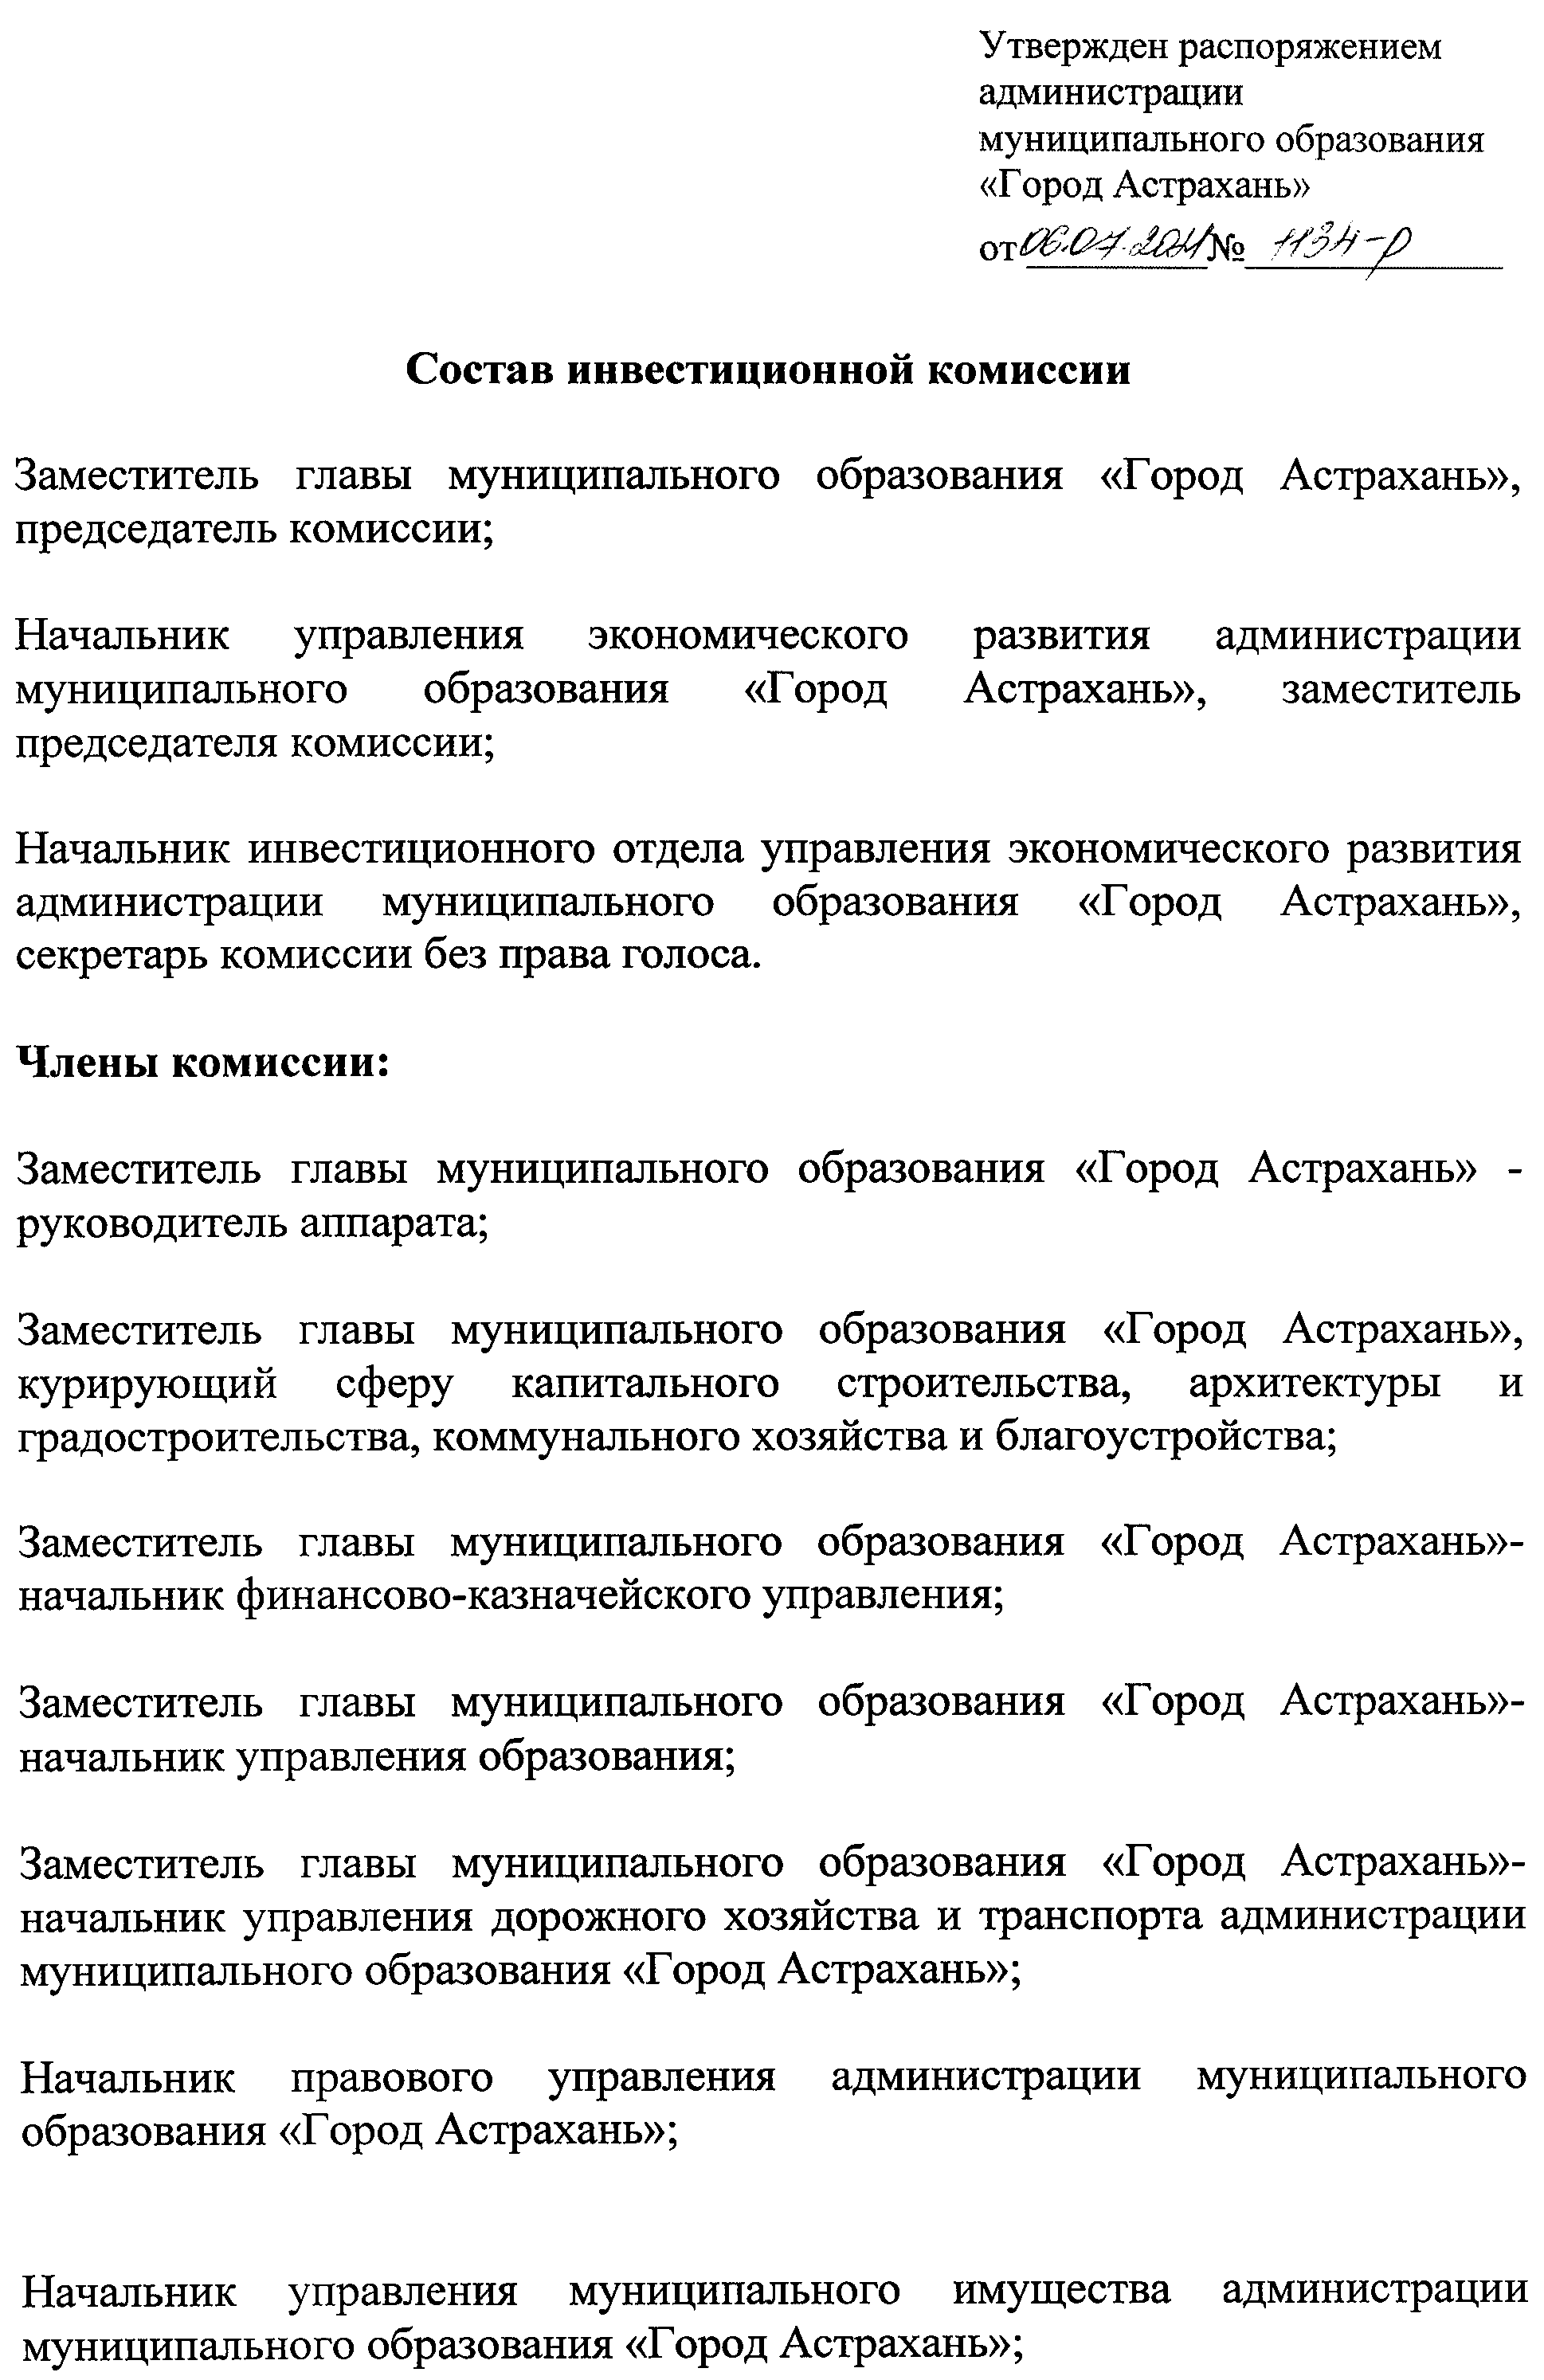 Утвержден распоряжением
администрации
муниципального образования
«Город Астрахань»
от 06.07.2021 № 1134-р
Состав инвестиционной комиссии
Заместитель главы муниципального образования «Город Астрахань»,
председатель комиссии;
Начальник управления экономического развития администрации
муниципального образования «Город Астрахань», заместитель
председателя комиссии;
Начальник инвестиционного отдела управления экономического развития
администрации муниципального образования «Город Астрахань»,
секретарь комиссии без права голоса.
Члены комиссии:
Заместитель главы муниципального образования «Город Астрахань» -
руководитель аппарата;
Заместитель главы муниципального образования «Город Астрахань»,
курирующий сферу капитального строительства, архитектуры и
градостроительства, коммунального хозяйства и благоустройства;
Заместитель главы муниципального образования «Город Астрахань»-
начальник финансово-казначейского управления;
Заместитель главы муниципального образования «Город Астрахань»-
начальник управления образования;
Заместитель главы муниципального образования «Город Астрахань»-
начальник управления дорожного хозяйства и транспорта администрации
муниципального образования «Город Астрахань»;
Начальник правового управления администрации муниципального
образования «Город Астрахань»;
Начальник управления муниципального имущества администрации
муниципального образования «Город Астрахань»;